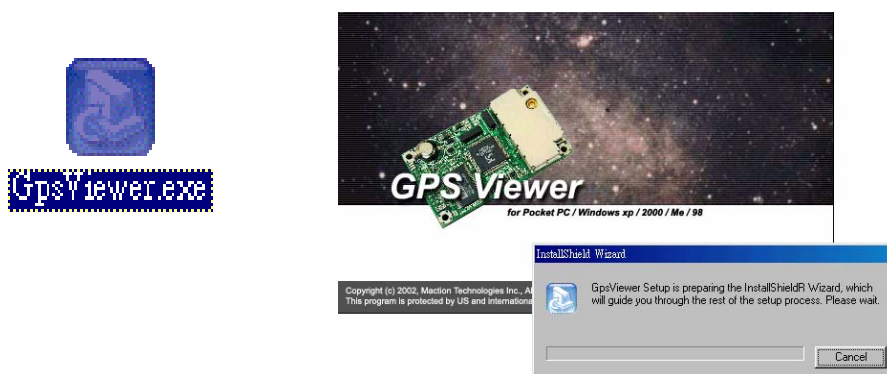 GpsViewer.exe
GPS Viewer
for Pocket PC / Windows xp / 2000 / Me / 98
Copyright (c) 2002, Maction Technologies Inc.,
This program is protected by US and internationa
InstallShield Wizard
GpsViewer Setup is preparing the InstallShieldR Wizard, which
will guide you through the rest of the setup process. Please wait.
Cancel